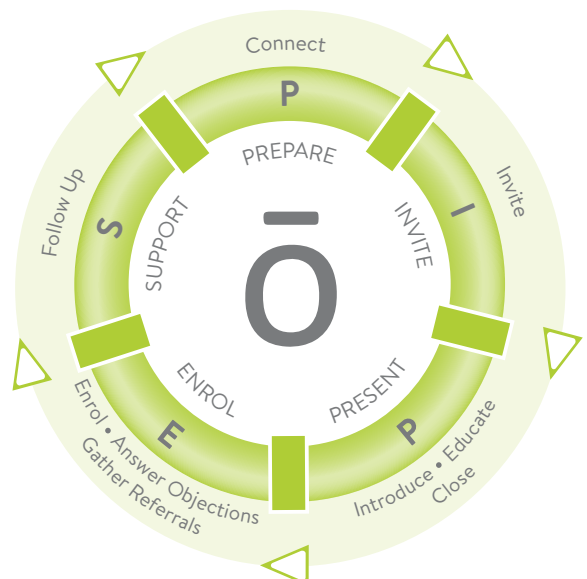 Connect
P
PREPARE
Invite
I
INVITE
PRESENT
P
Introduce • Educate
Close
ENROL
E
Enrol • Answer Objections
Gather Referrals
Follow Up
S
SUPPORT
ō